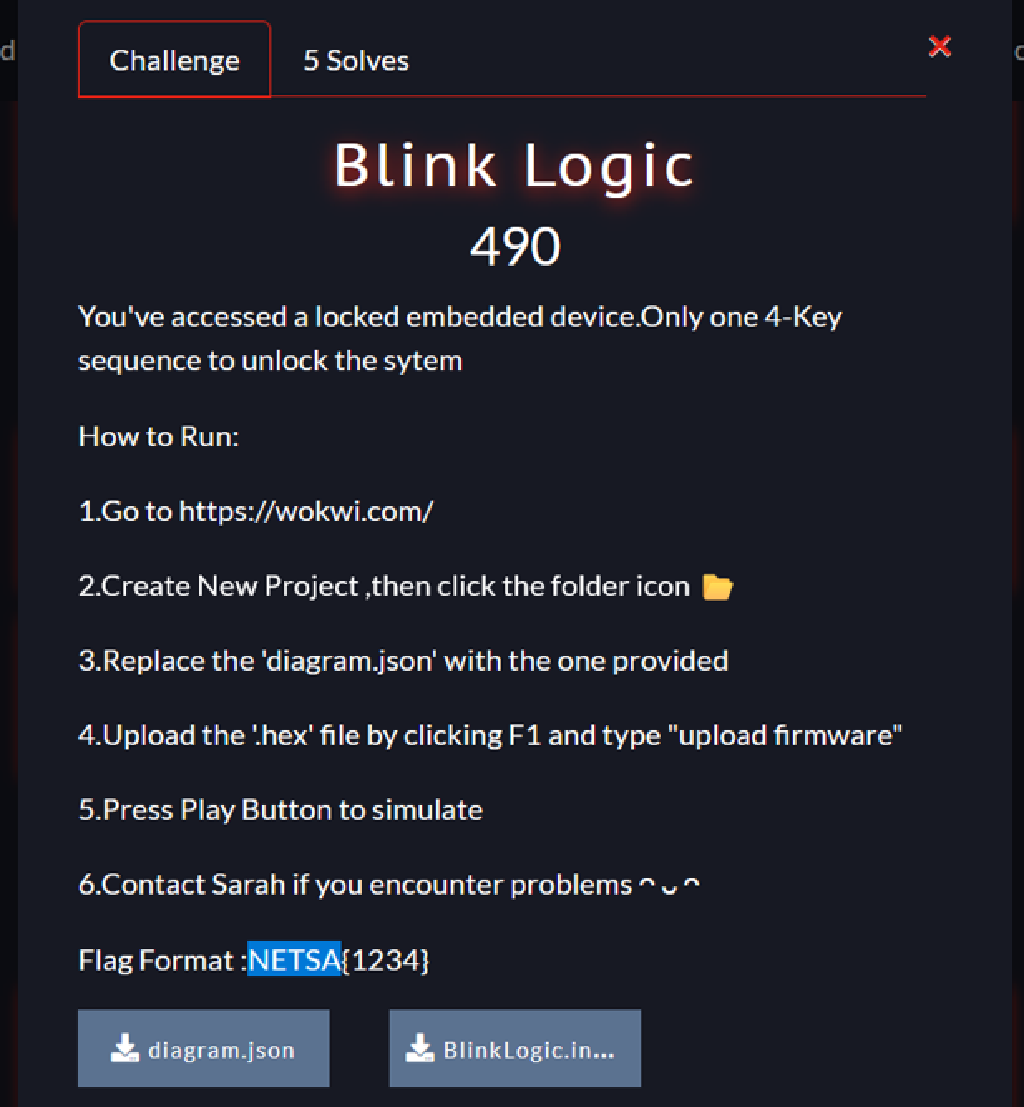 Challenge
5 Solves
Blink Logic
490
You've accessed a locked embedded device.Only one 4-Key
sequence to unlock the sytem
How to Run:
1.Go to https://wokwi.com/
2.Create New Project ,then click the folder icon 📂
3.Replace the 'diagram.json' with the one provided
4.Upload the '.hex' file by clicking F1 and type "upload firmware"
5.Press Play Button to simulate
6.Contact Sarah if you encounter problems ᵔ ᴗ ᵔ
Flag Format :NETSA{1234}
diagram.json
BlinkLogic.in...